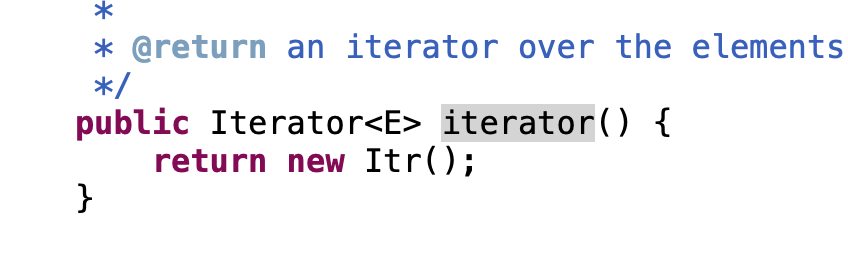 *
* @return an iterator over the elements
*/
public Iterator<E> iterator() {
return new Itr();
}